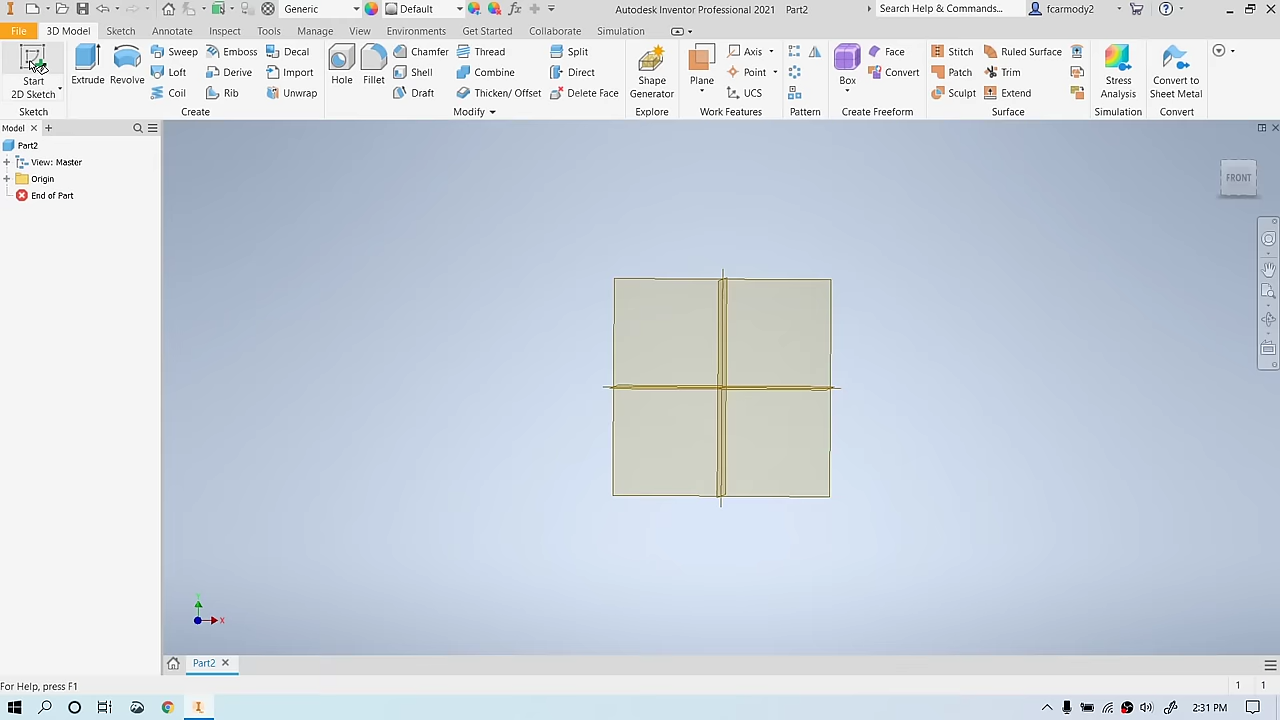 Generic
Default
Autodesk Inventor Professional 2021 Part2
Search Help & Commands...
fcarmody2
File
3D Model
Sketch
Annotate
Inspect
Tools
Manage
View
Environments
Get Started
Collaborate
Simulation
Start
2D Sketch
Extrude
Revolve
Sweep
Loft
Coil
Emboss
Derive
Rib
Decal
Import
Unwrap
Hole
Fillet
Chamfer
Shell
Draft
Thread
Combine
Thicken/ Offset
Split
Direct
Delete Face
Shape
Generator
Plane
Axis
Point
UCS
Box
Face
Convert
Stitch
Patch
Sculpt
Ruled Surface
Trim
Extend
Stress
Analysis
Convert to
Sheet Metal
Sketch
Create
Modify
Explore
Work Features
Pattern
Create Freeform
Surface
Simulation
Convert
Model
Part2
View: Master
Origin
End of Part
FRONT
Y
X
Part2
For Help, press F1
1 1
2:31 PM